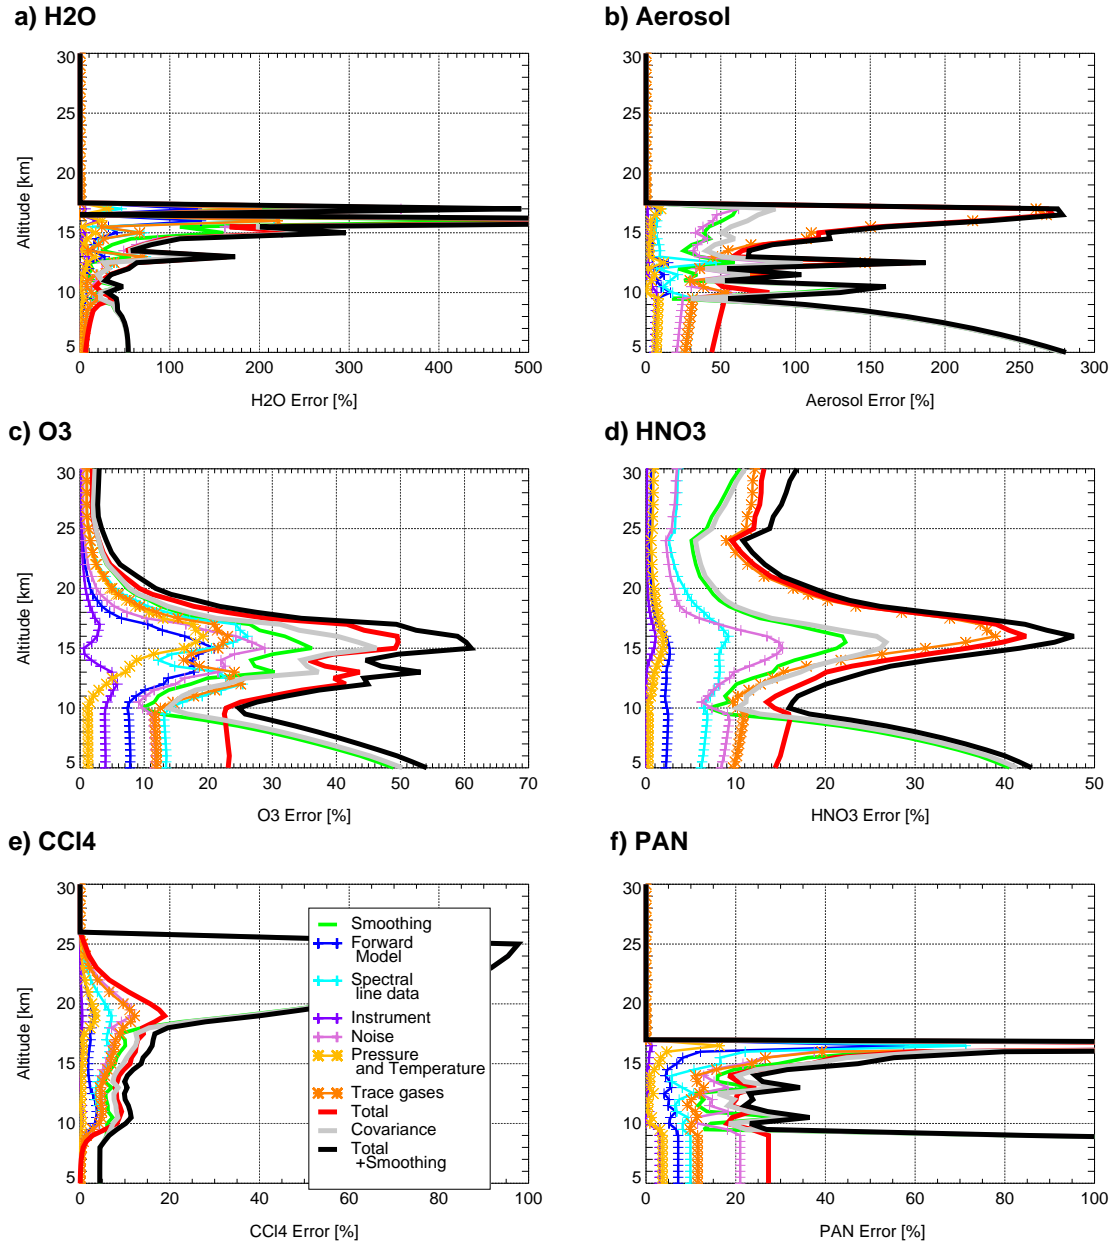 a) H2O
b) Aerosol
30
25
20
15
10
5
Altitude [km]
0 100 200 300 400 500
H2O Error [%]
30
25
20
15
10
5
0 50 100 150 200 250 300
Aerosol Error [%]
c) O3
d) HNO3
30
25
20
15
10
5
Altitude [km]
0 10 20 30 40 50 60 70
O3 Error [%]
30
25
20
15
10
5
0 10 20 30 40 50
HNO3 Error [%]
e) CCl4
f) PAN
30
25
20
15
10
5
Altitude [km]
0 20 40 60 80 100
CCl4 Error [%]
Smoothing
Forward
Model
Spectral
line data
Instrument
Noise
Pressure
and Temperature
Trace gases
Total
Covariance
Total
+Smoothing
30
25
20
15
10
5
0 20 40 60 80 100
PAN Error [%]